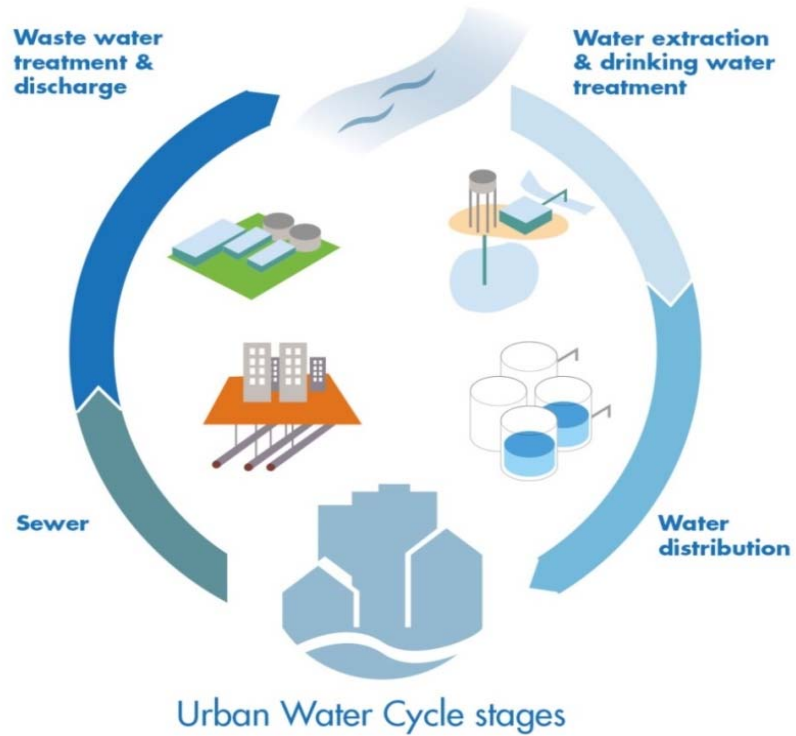 Waste water
treatment &
discharge
Water extraction
& drinking water
treatment
Sewer
Water
distribution
Urban Water Cycle stages